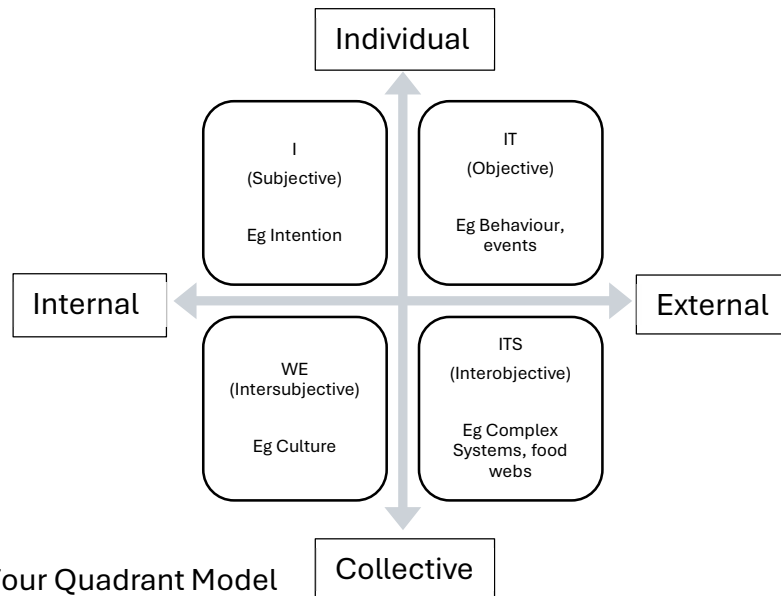 Individual
I
(Subjective)
Eg Intention
IT
(Objective)
Eg Behaviour,
events
Internal
External
WE
(Intersubjective)
Eg Culture
ITS
(Interobjective)
Eg Complex
Systems, food
webs
Quadrant Model
Collective